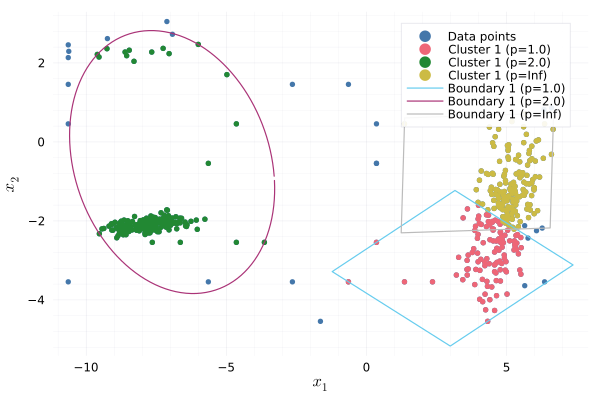 Data points
Cluster 1 (p=1.0)
Cluster 1 (p=2.0)
Cluster 1 (p=Inf)
Boundary 1 (p=1.0)
Boundary 1 (p=2.0)
Boundary 1 (p=Inf)
2
0
−2
−4
x₂
−10 −5 0 5
x₁